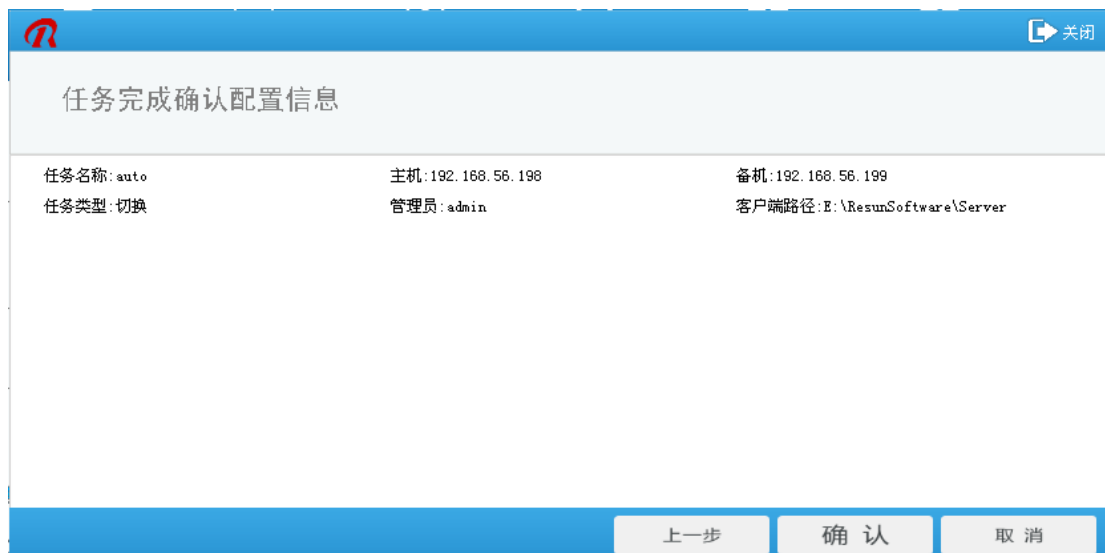 关闭
任务完成确认配置信息
任务名称:auto 主机:192.168.56.198 备机:192.168.56.199
任务类型:切换 管理员:admin 客户端路径:E:\ResunSoftware\Server
上一步 确 认 取 消